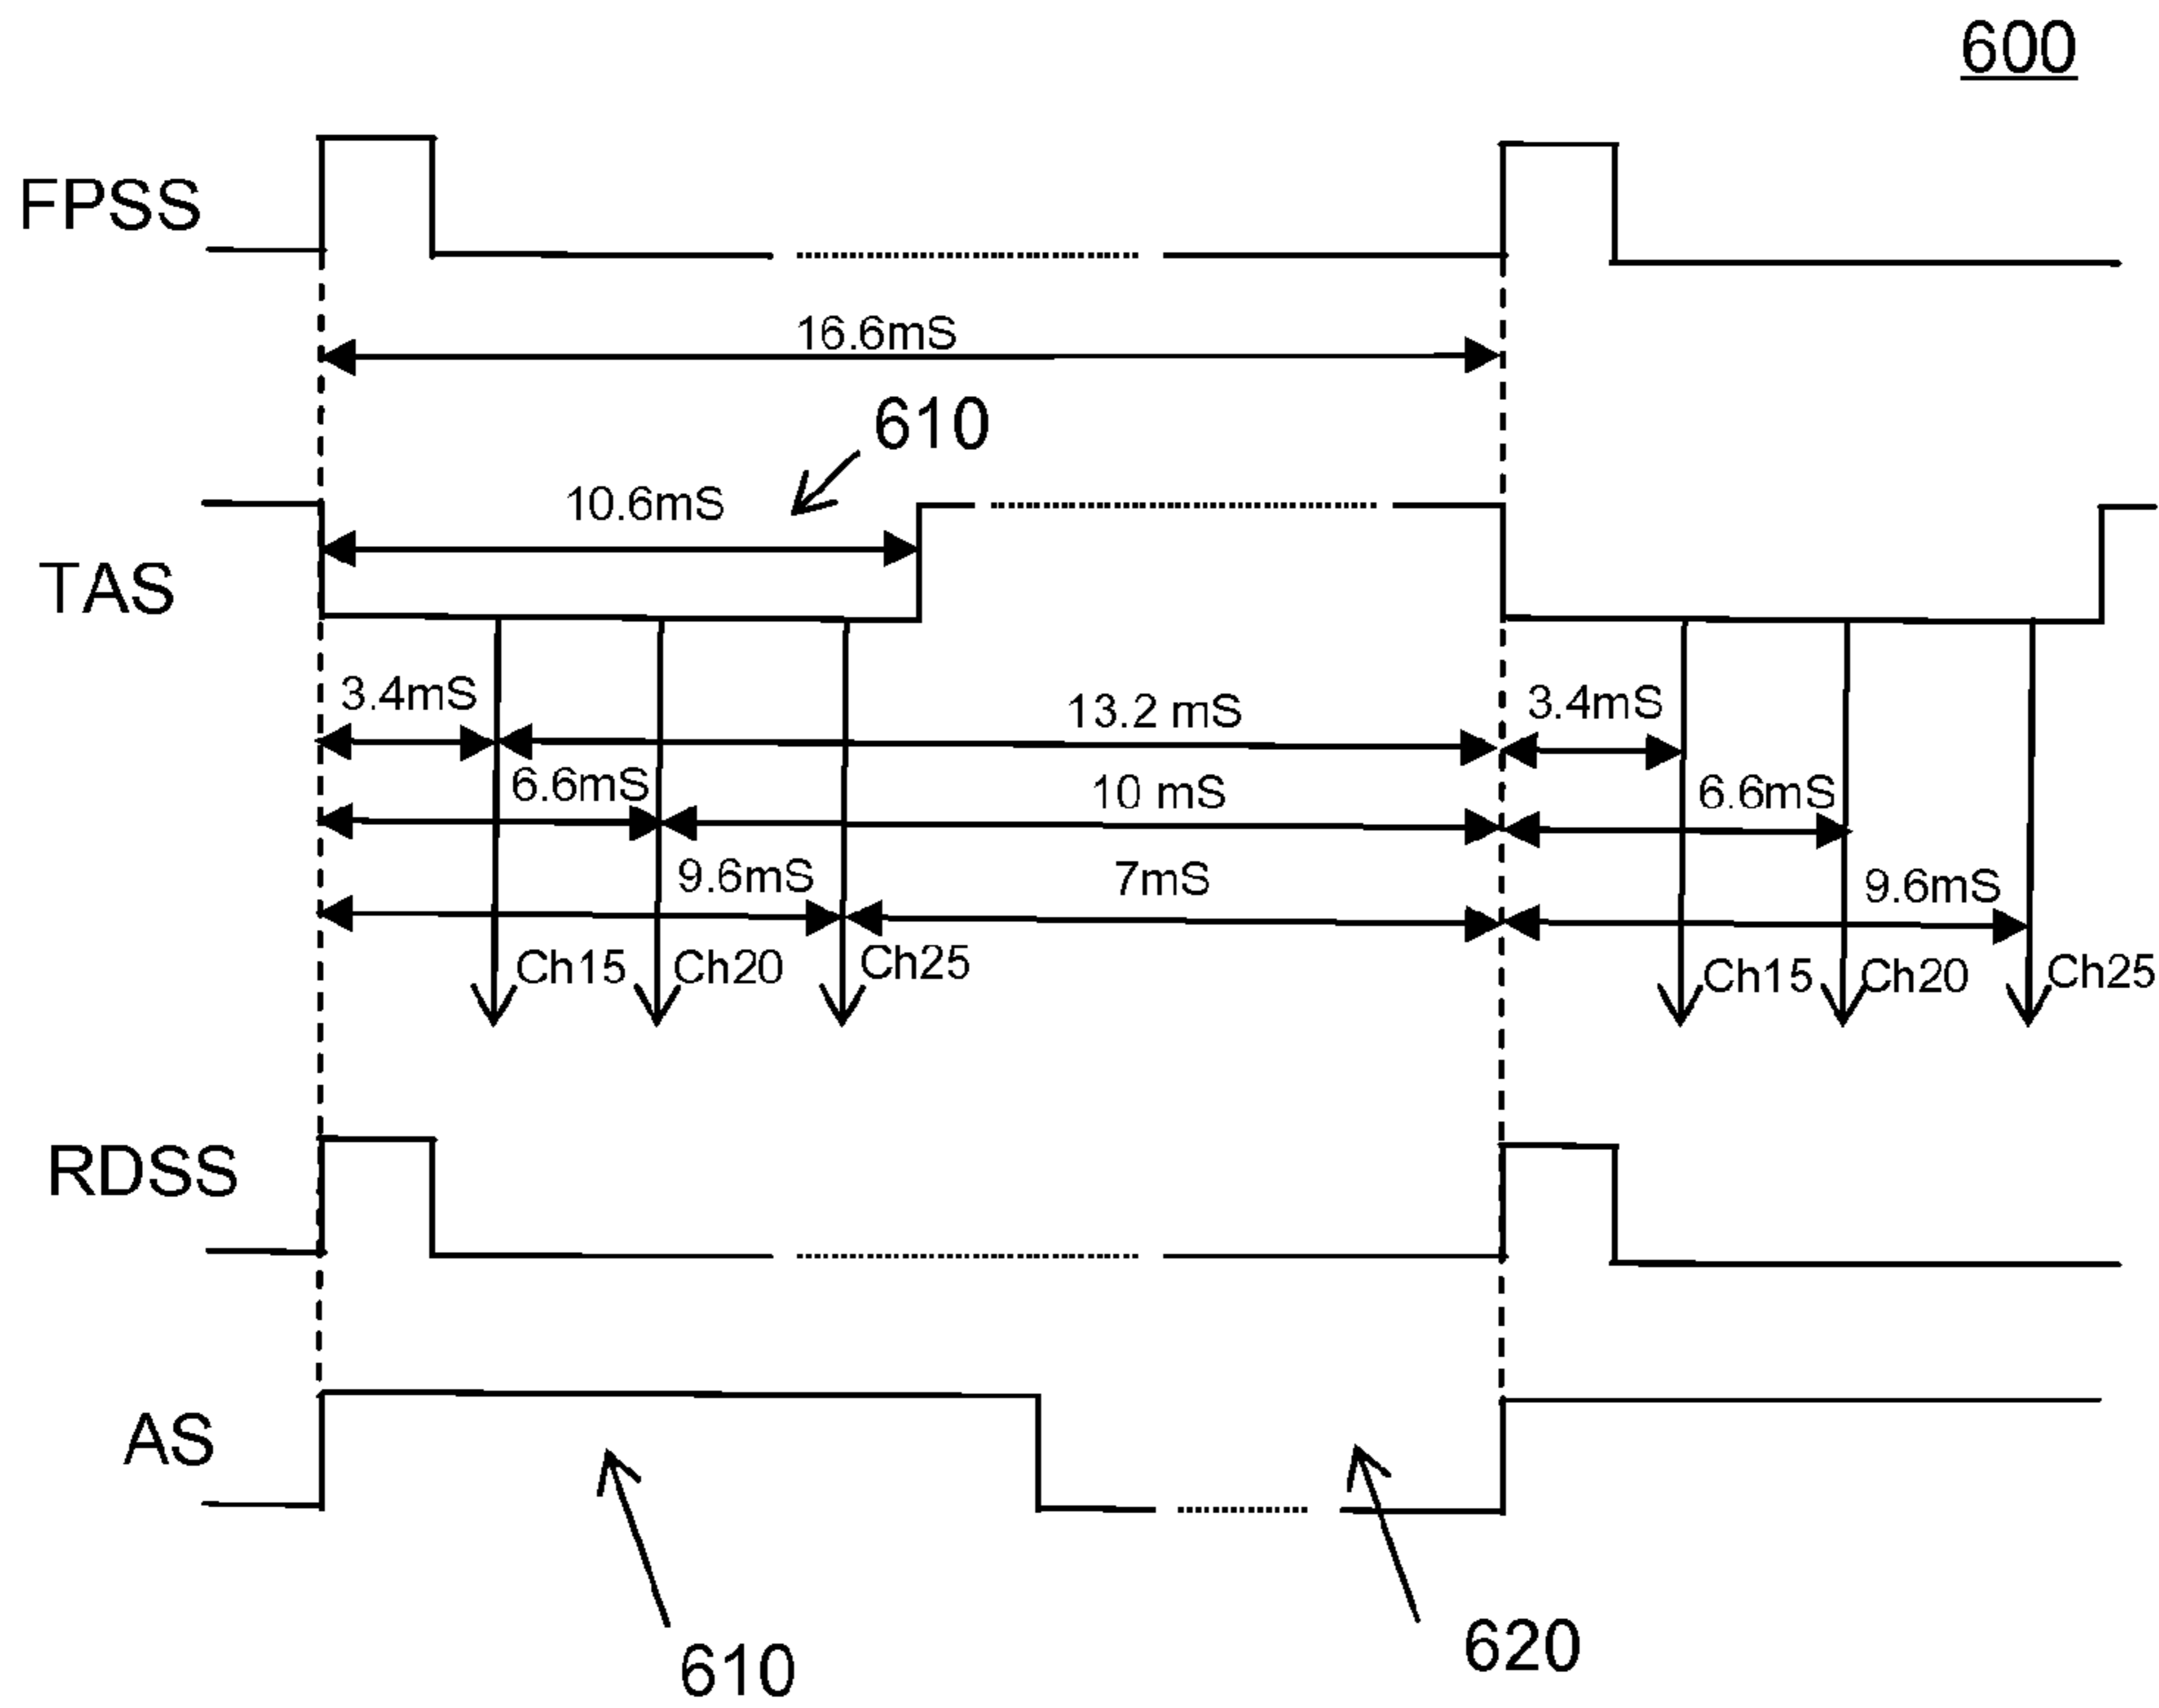 600
FPSS
16.6mS
610
10.6mS
TAS
3.4mS
13.2 mS
3.4mS
6.6mS
10 mS
6.6mS
9.6mS
7mS
9.6mS
Ch15
Ch20
Ch25
Ch15
Ch20
Ch25
RDSS
AS
610
620